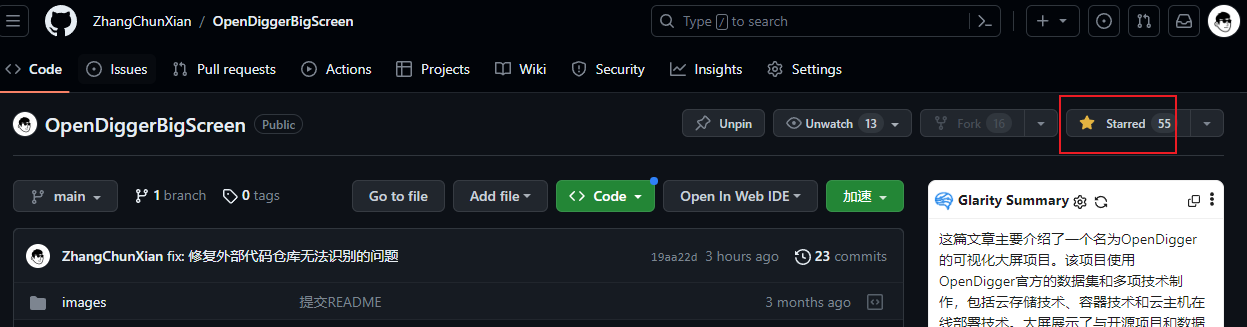 ZhangChunXian / OpenDiggerBigScreen Type / to search
Code Issues Pull requests Actions Projects Wiki Security Insights Settings
OpenDiggerBigScreen Public Unpin Unwatch 13 Fork 16 Starred 55
main 1 branch 0 tags Go to file Add file Code Open In Web IDE 加速
ZhangChunXian fix: 修复外部代码仓库无法识别的问题 19aa22d 3 hours ago 23 commits
images 提交README 3 months ago
Glarity Summary
这篇文章主要介绍了一个名为OpenDigger
的可视化大屏项目。该项目使用
OpenDigger官方的数据集和多项技术制
作，包括云存储技术、容器技术和云主机在
线部署技术。大屏展示了与开源项目和数据